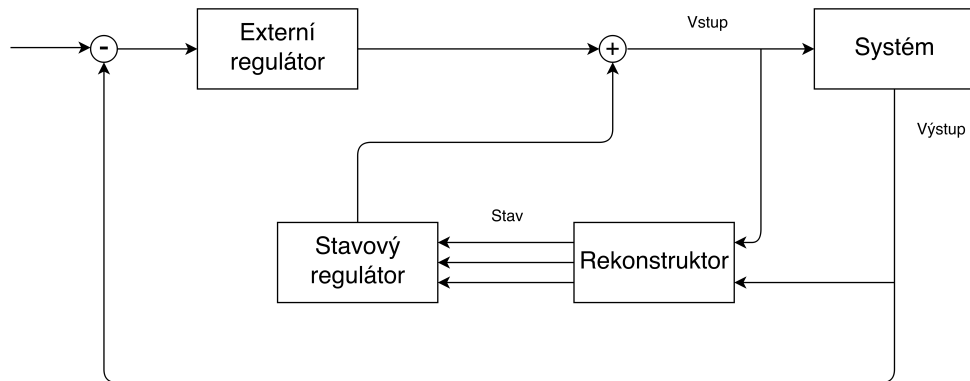 -
Externí
regulátor
+
Vstup
Systém
Výstup
Stavový
regulátor
Stav
Rekonstruktor